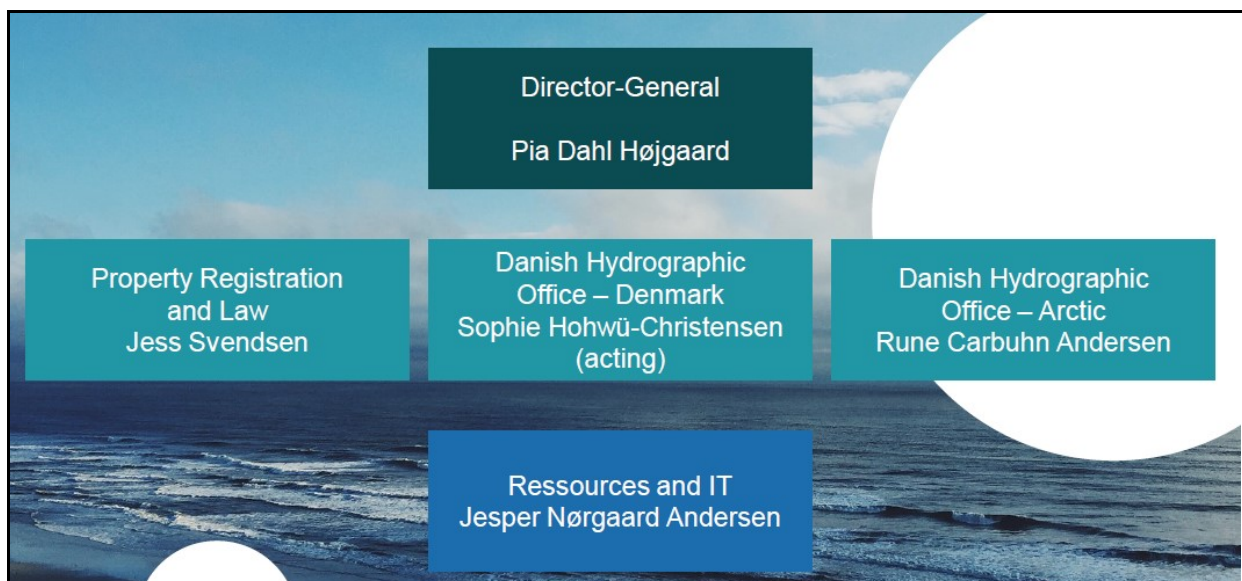 Director-General
Pia Dahl Højgaard
Property Registration
and Law
Jess Svendsen
Danish Hydrographic
Office – Denmark
Sophie Hohwü-Christensen
(acting)
Danish Hydrographic
Office – Arctic
Rune Carbuhn Andersen
Ressources and IT
Jesper Nørgaard Andersen